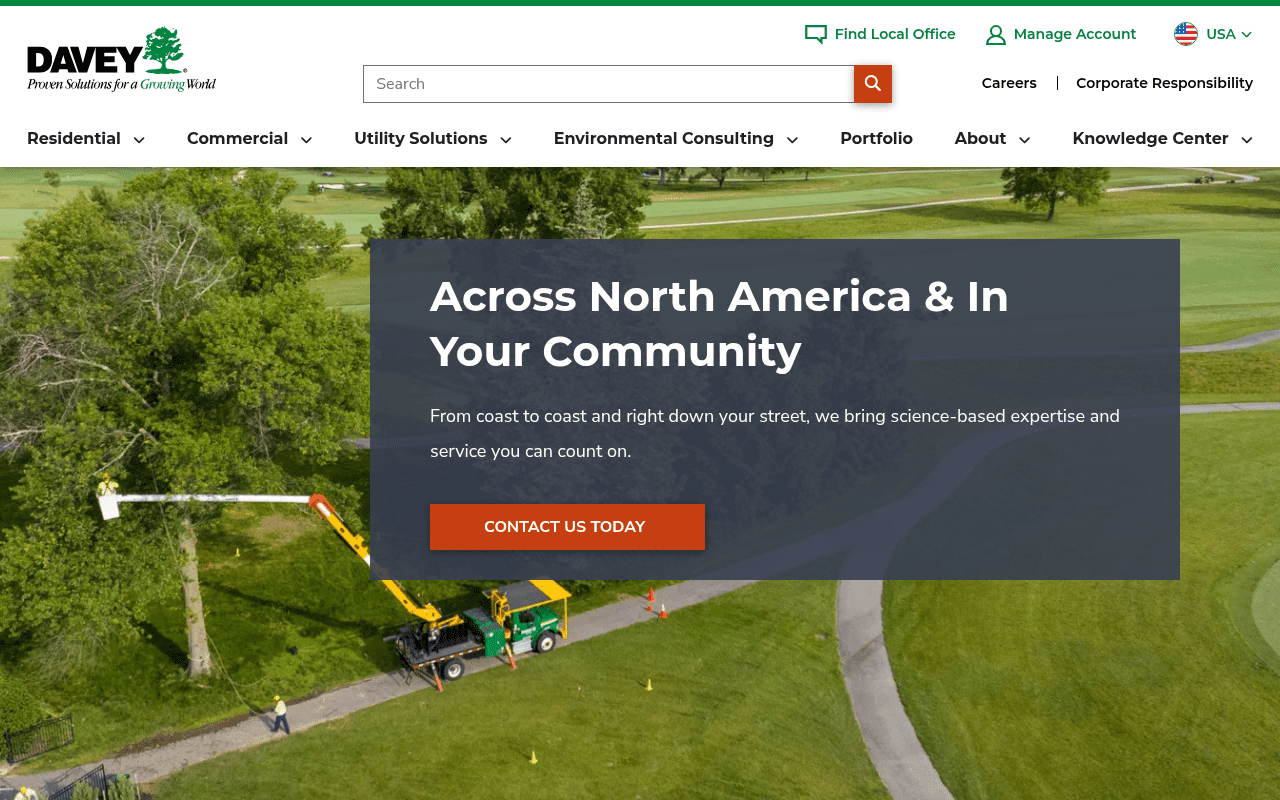 Find Local Office
Manage Account
USA
DAVEY
Proven Solutions for a Growing World
Search
Careers
Corporate Responsibility
Residential
Commercial
Utility Solutions
Environmental Consulting
Portfolio
About
Knowledge Center
Across North America & In
Your Community
From coast to coast and right down your street, we bring science-based expertise and
service you can count on.
CONTACT US TODAY